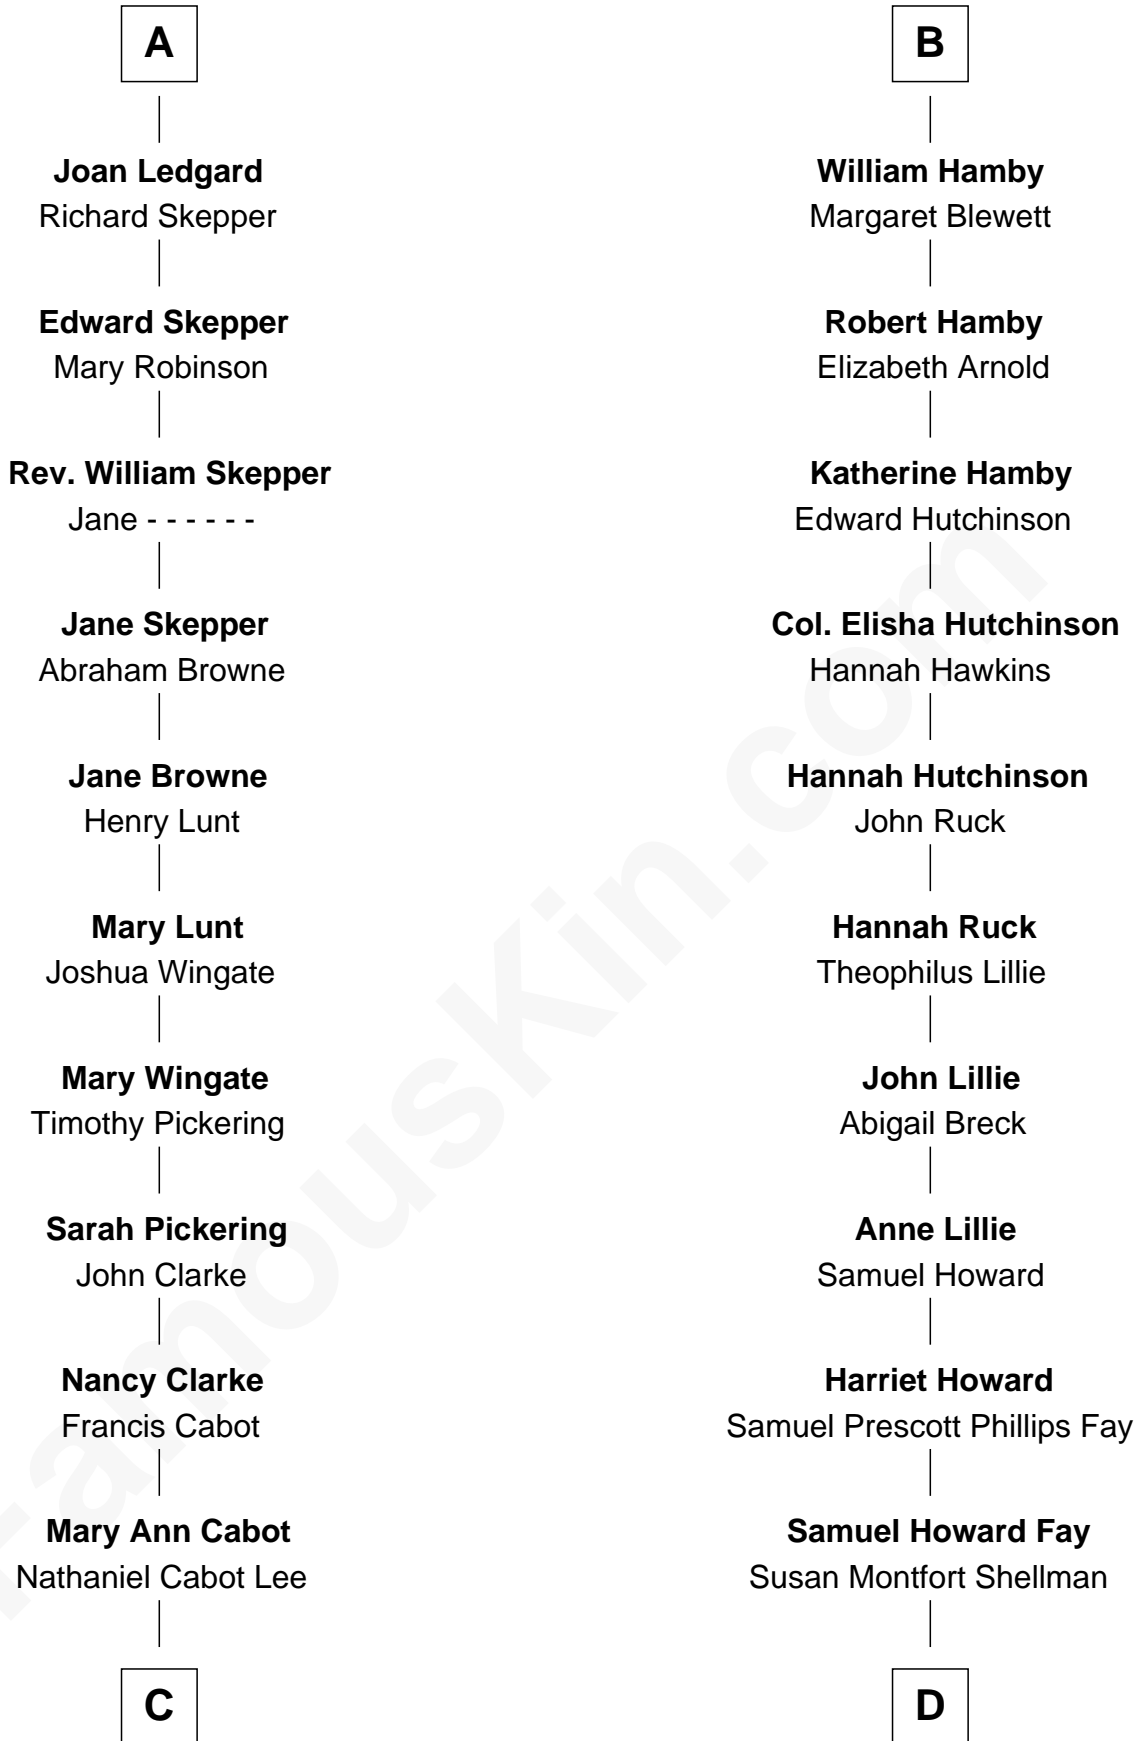 A
Joan Ledgard
Richard Skepper
Edward Skepper
Mary Robinson
Rev. William Skepper
Jane - - - - - -
Jane Skepper
Abraham Browne
Jane Browne
Henry Lunt
Mary Lunt
Joshua Wingate
Mary Wingate
Timothy Pickering
Sarah Pickering
John Clarke
Nancy Clarke
Francis Cabot
Mary Ann Cabot
Nathaniel Cabot Lee
C
B
William Hamby
Margaret Blewett
Robert Hamby
Elizabeth Arnold
Katherine Hamby
Edward Hutchinson
Col. Elisha Hutchinson
Hannah Hawkins
Hannah Hutchinson
John Ruck
Hannah Ruck
Theophilus Lillie
John Lillie
Abigail Breck
Anne Lillie
Samuel Howard
Harriet Howard
Samuel Prescott Phillips Fay
Samuel Howard Fay
Susan Montfort Shellman
D
FamousKin.com